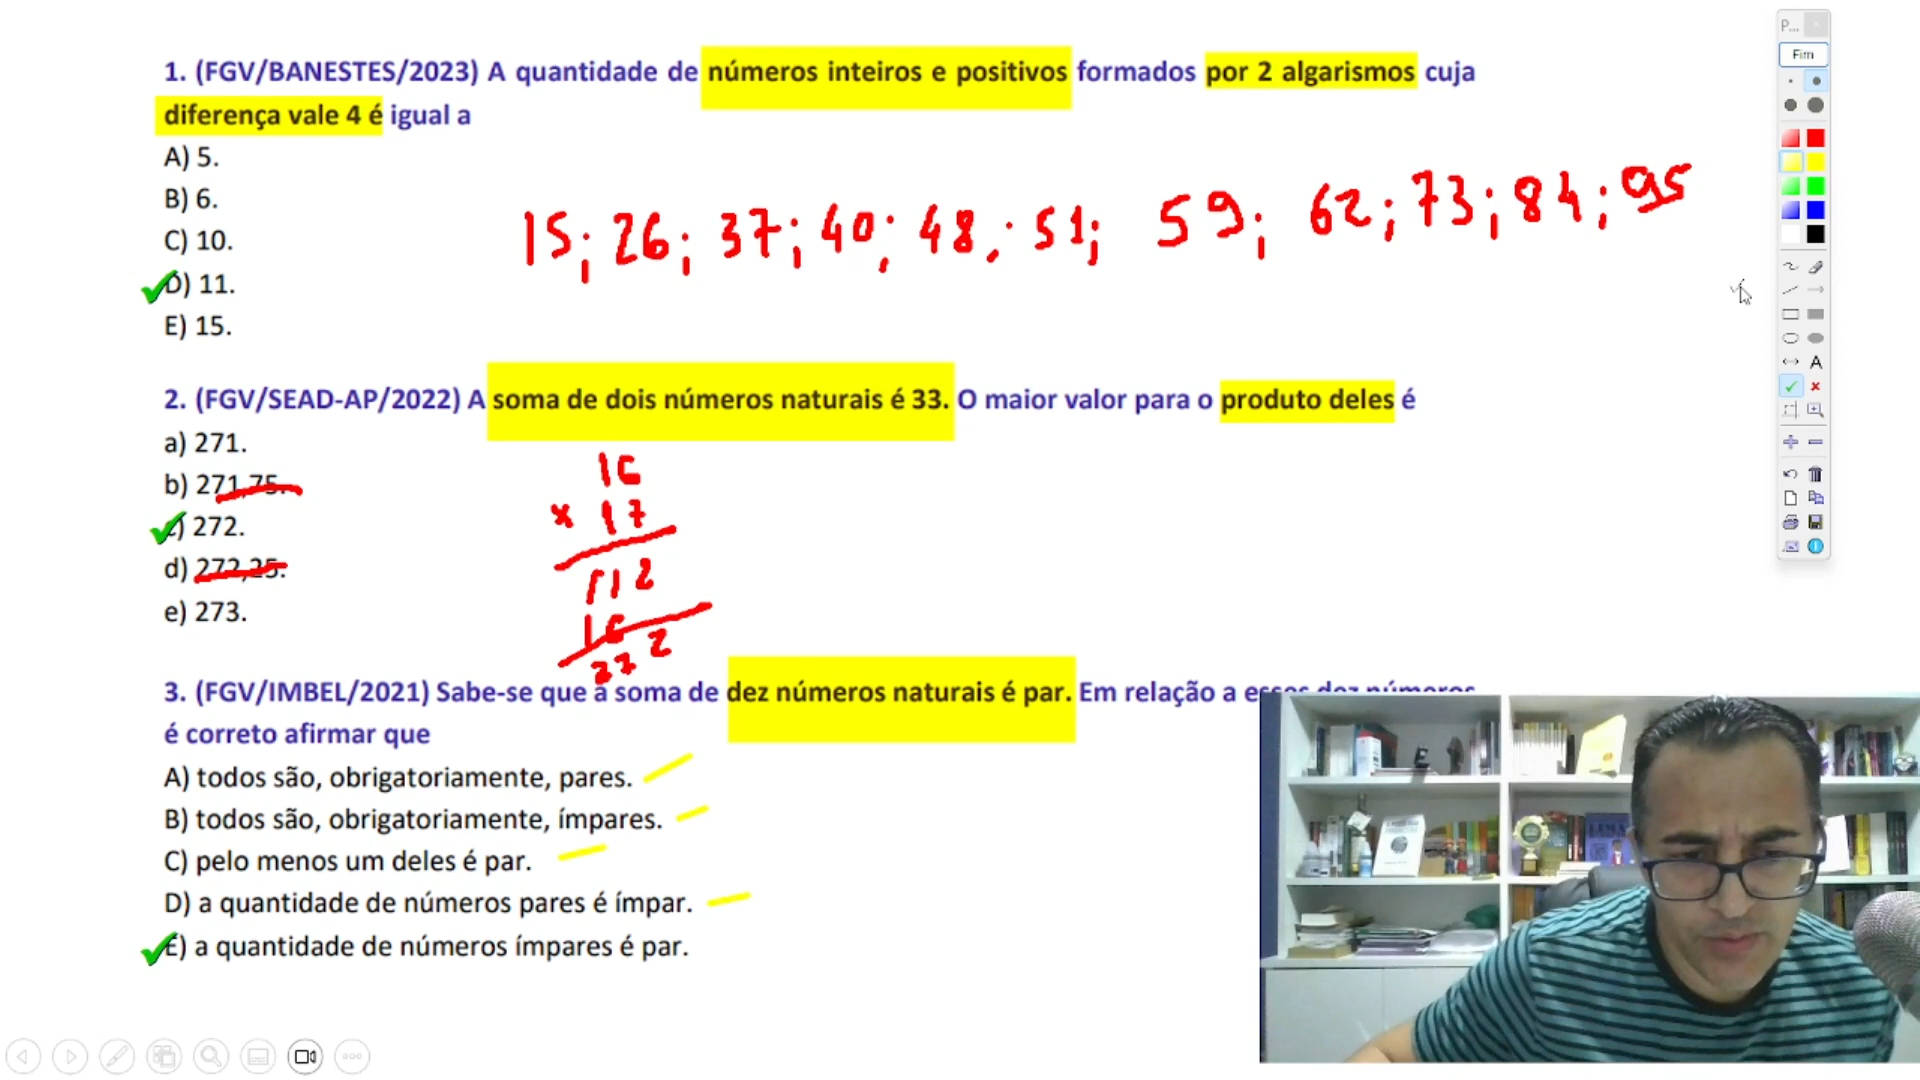 1. (FGV/BANESTES/2023) A quantidade de números inteiros e positivos formados por 2 algarismos cuja
diferença vale 4 é igual a
A) 5.
B) 6.
C) 10.
D) 11.
E) 15.
15; 26; 37; 40; 48; 51; 59; 62; 73; 84; 95
2. (FGV/SEAD-AP/2022) A soma de dois números naturais é 33. O maior valor para o produto deles é
a) 271.
b) 271,75.
c) 272.
d) 272,25.
e) 273.
16
x 17
112
16
272
3. (FGV/IMBEL/2021) Sabe-se que a soma de dez números naturais é par. Em relação a esses dez números
é correto afirmar que
A) todos são, obrigatoriamente, pares.
B) todos são, obrigatoriamente, ímpares.
C) pelo menos um deles é par.
D) a quantidade de números pares é ímpar.
E) a quantidade de números ímpares é par.
P...
Fim
A